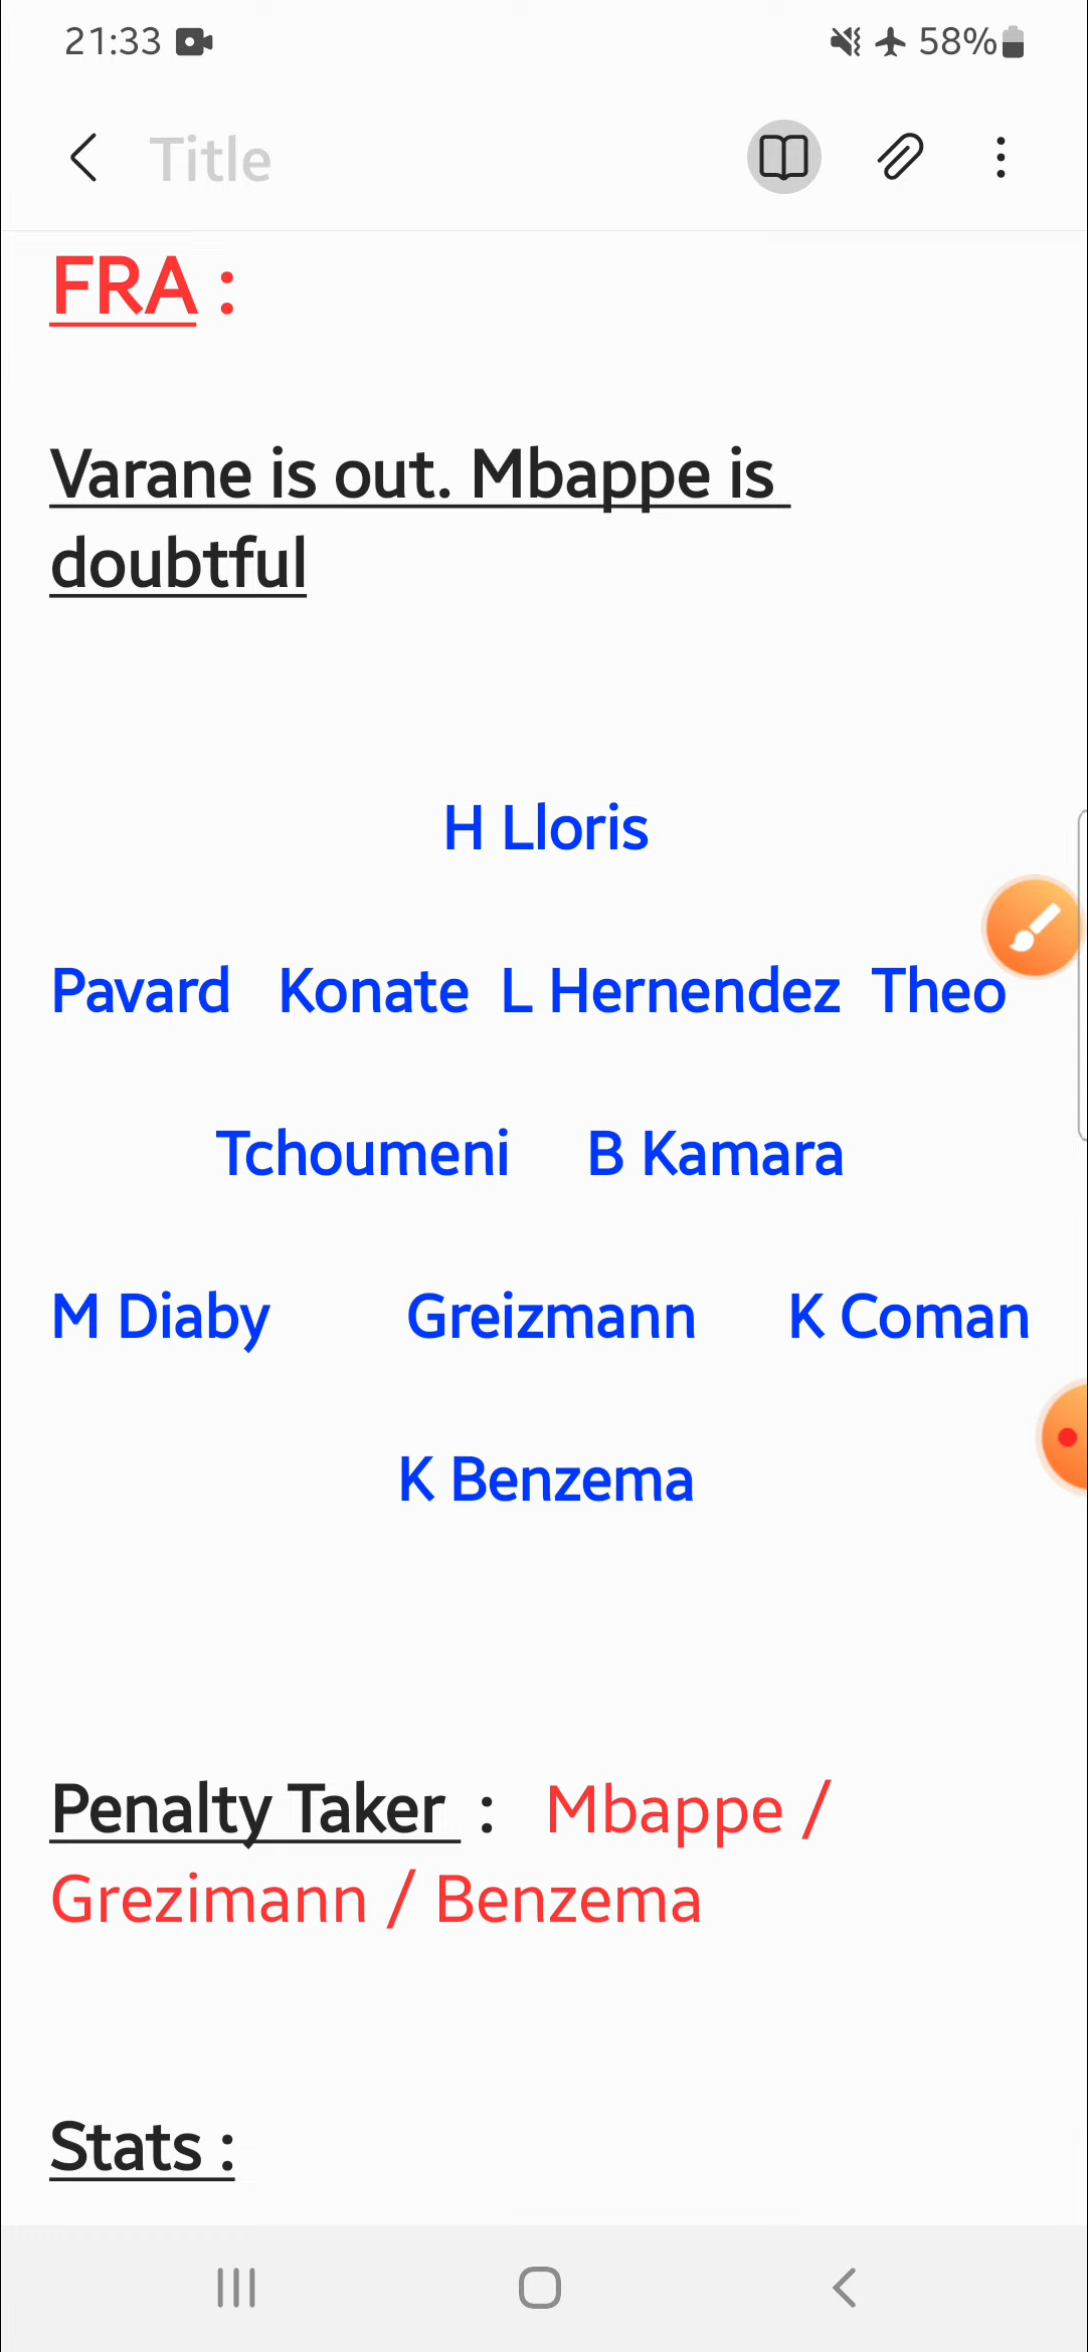 21:33
58%
Title
FRA :
Varane is out. Mbappe is
doubtful
H Lloris
Pavard Konate L Hernendez Theo
Tchoumeni B Kamara
M Diaby Greizmann K Coman
K Benzema
Penalty Taker : Mbappe /
Grezimann / Benzema
Stats :